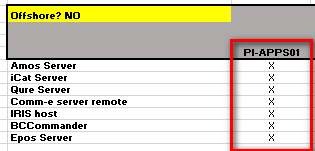 Offshore? NO
PI-APPS01
Amos Server X
iCat Server X
Qure Server X
Comm-e server remote X
IRIS host X
BCCommander X
Epos Server X